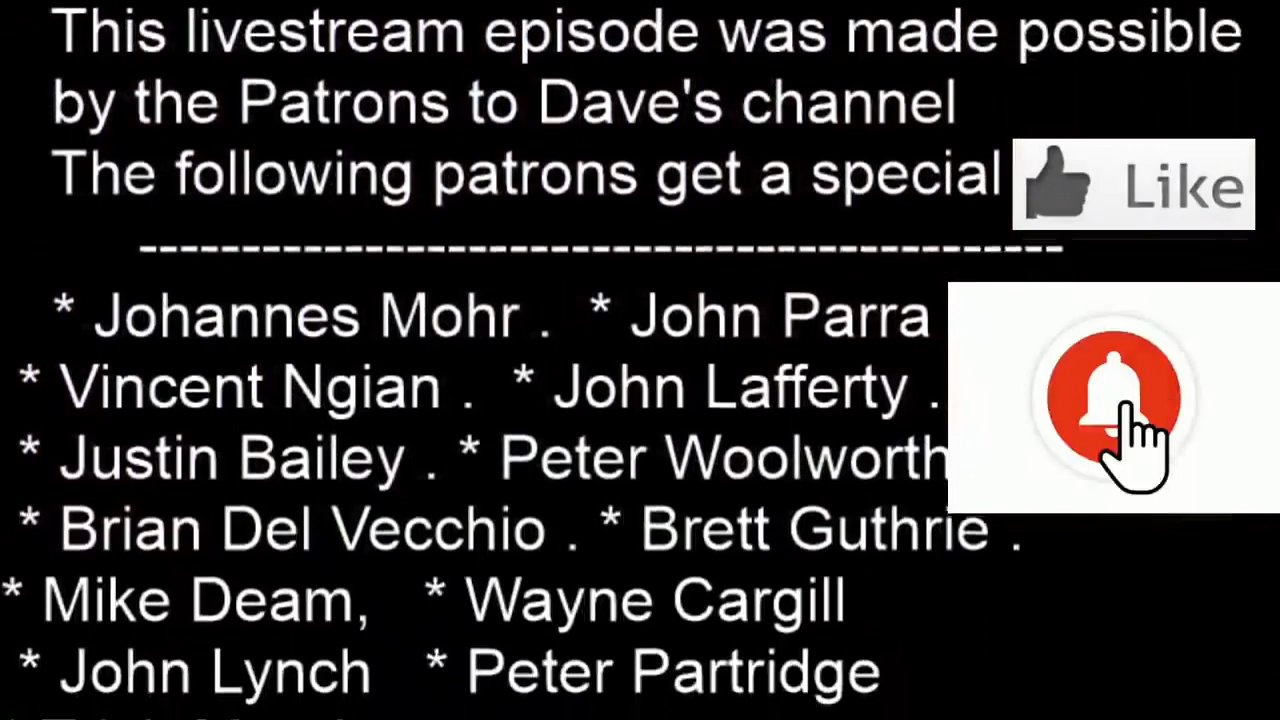 This livestream episode was made possible
by the Patrons to Dave's channel
The following patrons get a special
Like
----------------------------------------------
* Johannes Mohr . * John Parra
* Vincent Ngian . * John Lafferty .
* Justin Bailey . * Peter Woolworth
* Brian Del Vecchio . * Brett Guthrie .
* Mike Deam, * Wayne Cargill
* John Lynch * Peter Partridge